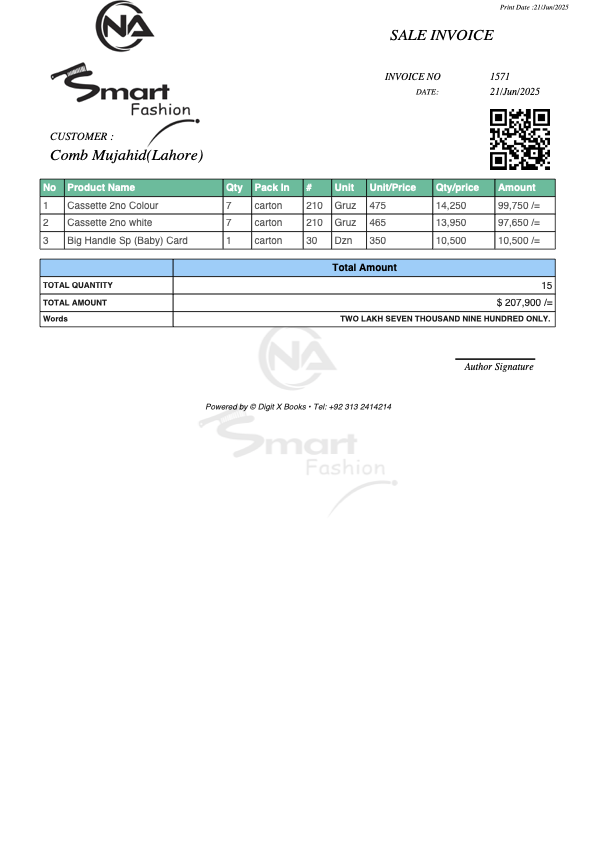 Print Date :21/Jun/2025
NA
SALE INVOICE
Smart
Fashion
INVOICE NO 1571
DATE: 21/Jun/2025
CUSTOMER :
Comb Mujahid(Lahore)
No Product Name Qty Pack In # Unit Unit/Price Qty/price Amount
1 Cassette 2no Colour 7 carton 210 Gruz 475 14,250 99,750 /=
2 Cassette 2no white 7 carton 210 Gruz 465 13,950 97,650 /=
3 Big Handle Sp (Baby) Card 1 carton 30 Dzn 350 10,500 10,500 /=
Total Amount
TOTAL QUANTITY 15
TOTAL AMOUNT $ 207,900 /=
Words TWO LAKH SEVEN THOUSAND NINE HUNDRED ONLY.
NA
Author Signature
Powered by © Digit X Books • Tel: +92 313 2414214
Smart
Fashion